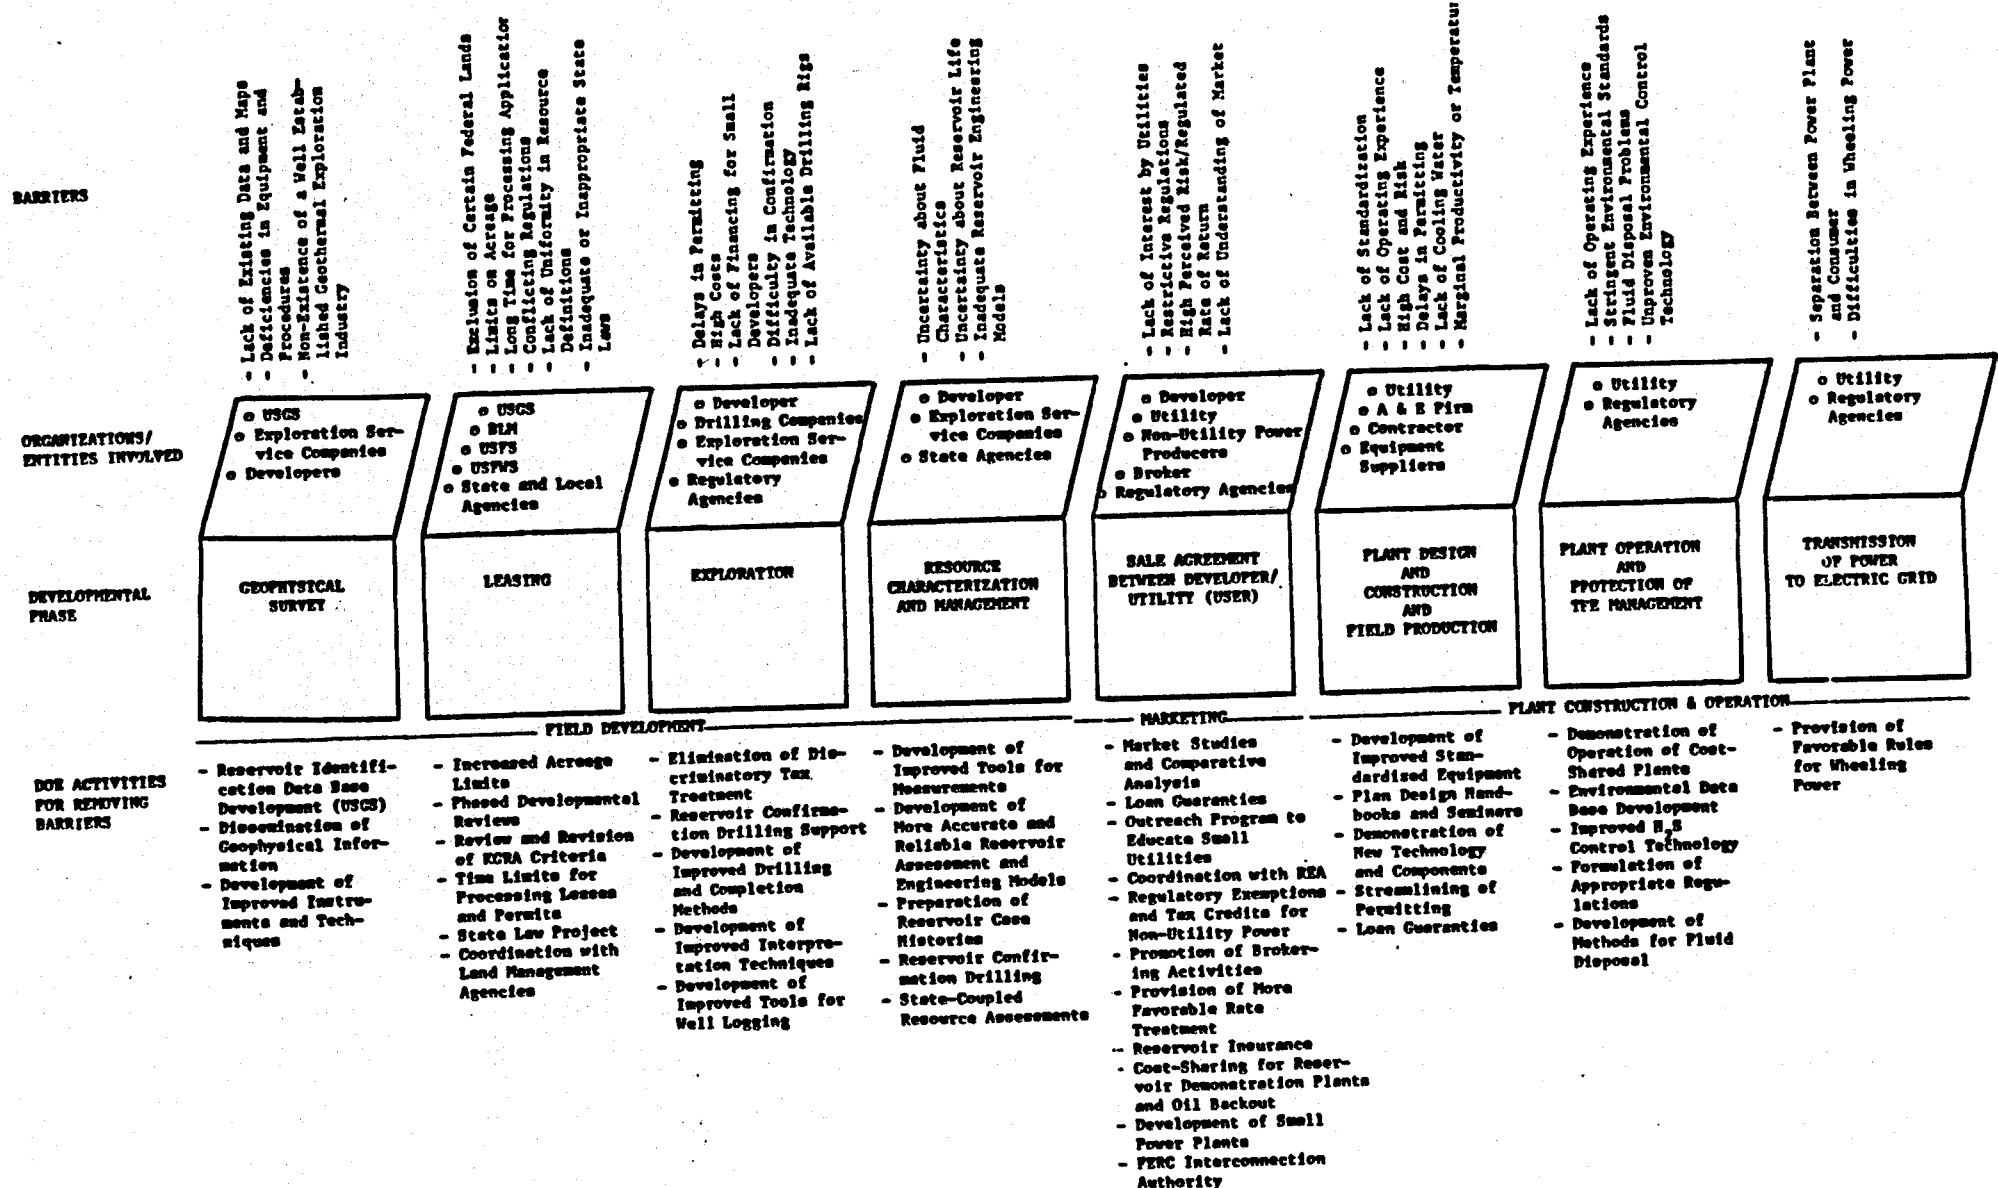 BARRIERS
- Lack of Existing Data and Maps
- Deficiencies in Equipment and
Procedures
- Non-Existence of a Well Estab-
lished Geothermal Exploration
Industry
- Exclusion of Certain Federal Lands
- Limits on Acreage
- Long Time for Processing Application
- Conflicting Regulations
- Lack of Uniformity in Resource
Definitions
- Inadequate or Inappropriate State
Laws
- Delays in Permitting
- High Costs
- Lack of Financing for Small
Developers
- Difficulty in Confirmation
- Inadequate Technology
- Lack of Available Drilling Rigs
- Uncertainty about Fluid
Characteristics
- Uncertainty about Reservoir Life
- Inadequate Reservoir Engineering
Models
- Lack of Interest by Utilities
- Restrictive Regulations
- High Perceived Risk/Regulated
Rate of Return
- Lack of Understanding of Market
- Lack of Standardization
- Lack of Operating Experience
- High Cost and Risk
- Delays in Permitting
- Lack of Cooling Water
- Marginal Productivity or Temperatur
- Lack of Operating Experience
- Stringent Environmental Standards
- Fluid Disposal Problems
- Unproven Environmental Control
Technology
- Separation Between Power Plant
and Consumer
- Difficulties in Wheeling Power
ORGANIZATIONS/
ENTITIES INVOLVED
o USGS
o Exploration Ser-
vice Companies
o Developers
o USGS
o BLM
o USFS
o USFWS
o State and Local
Agencies
o Developer
o Drilling Companies
o Exploration Ser-
vice Companies
o Regulatory
Agencies
o Developer
o Exploration Ser-
vice Companies
o State Agencies
o Developer
o Utility
o Non-Utility Power
Producers
o Broker
o Regulatory Agencies
o Utility
o A & E Firm
o Contractor
o Equipment
Suppliers
o Utility
o Regulatory
Agencies
o Utility
o Regulatory
Agencies
DEVELOPMENTAL
PHASE
GEOPHYSICAL
SURVEY
LEASING
EXPLORATION
RESOURCE
CHARACTERIZATION
AND MANAGEMENT
SALE AGREEMENT
BETWEEN DEVELOPER/
UTILITY (USER)
PLANT DESIGN
AND
CONSTRUCTION
AND
FIELD PRODUCTION
PLANT OPERATION
AND
PROTECTION OF
THE MANAGEMENT
TRANSMISSION
OF POWER
TO ELECTRIC GRID
FIELD DEVELOPMENT
MARKETING
PLANT CONSTRUCTION & OPERATION
DOE ACTIVITIES
FOR REMOVING
BARRIERS
- Reservoir Identifi-
cation Data Base
Development (USGS)
- Dissemination of
Geophysical Infor-
mation
- Development of
Improved Instru-
ments and Tech-
niques
- Increased Acreage
Limits
- Phased Developmental
Reviews
- Review and Revision
of KGRA Criteria
- Time Limits for
Processing Leases
and Permits
- State Law Project
- Coordination with
Land Management
Agencies
- Elimination of Dis-
criminatory Tax
Treatment
- Reservoir Confirma-
tion Drilling Support
- Development of
Improved Drilling
and Completion
Methods
- Development of
Improved Interpre-
tation Techniques
- Development of
Improved Tools for
Well Logging
- Development of
Improved Tools for
Measurements
- Development of
More Accurate and
Reliable Reservoir
Assessment and
Engineering Models
- Preparation of
Reservoir Case
Histories
- Reservoir Confir-
mation Drilling
- State-Coupled
Resource Assessments
- Market Studies
and Comparative
Analysis
- Loan Guaranties
- Outreach Program to
Educate Small
Utilities
- Coordination with REA
- Regulatory Exemptions
and Tax Credits for
Non-Utility Power
- Promotion of Broker-
ing Activities
- Provision of More
Favorable Rate
Treatment
- Reservoir Insurance
- Cost-Sharing for Reser-
voir Demonstration Plants
and Oil Backout
- Development of Small
Power Plants
- FERC Interconnection
Authority
- Development of
Improved Stan-
dardized Equipment
- Plan Design Hand-
books and Seminars
- Demonstration of
New Technology
and Components
- Streamlining of
Permitting
- Loan Guaranties
- Demonstration of
Operation of Cost-
Shared Plants
- Environmental Data
Base Development
- Improved H2S
Control Technology
- Formulation of
Appropriate Regu-
lations
- Development of
Methods for Fluid
Disposal
- Provision of
Favorable Rules
for Wheeling
Power